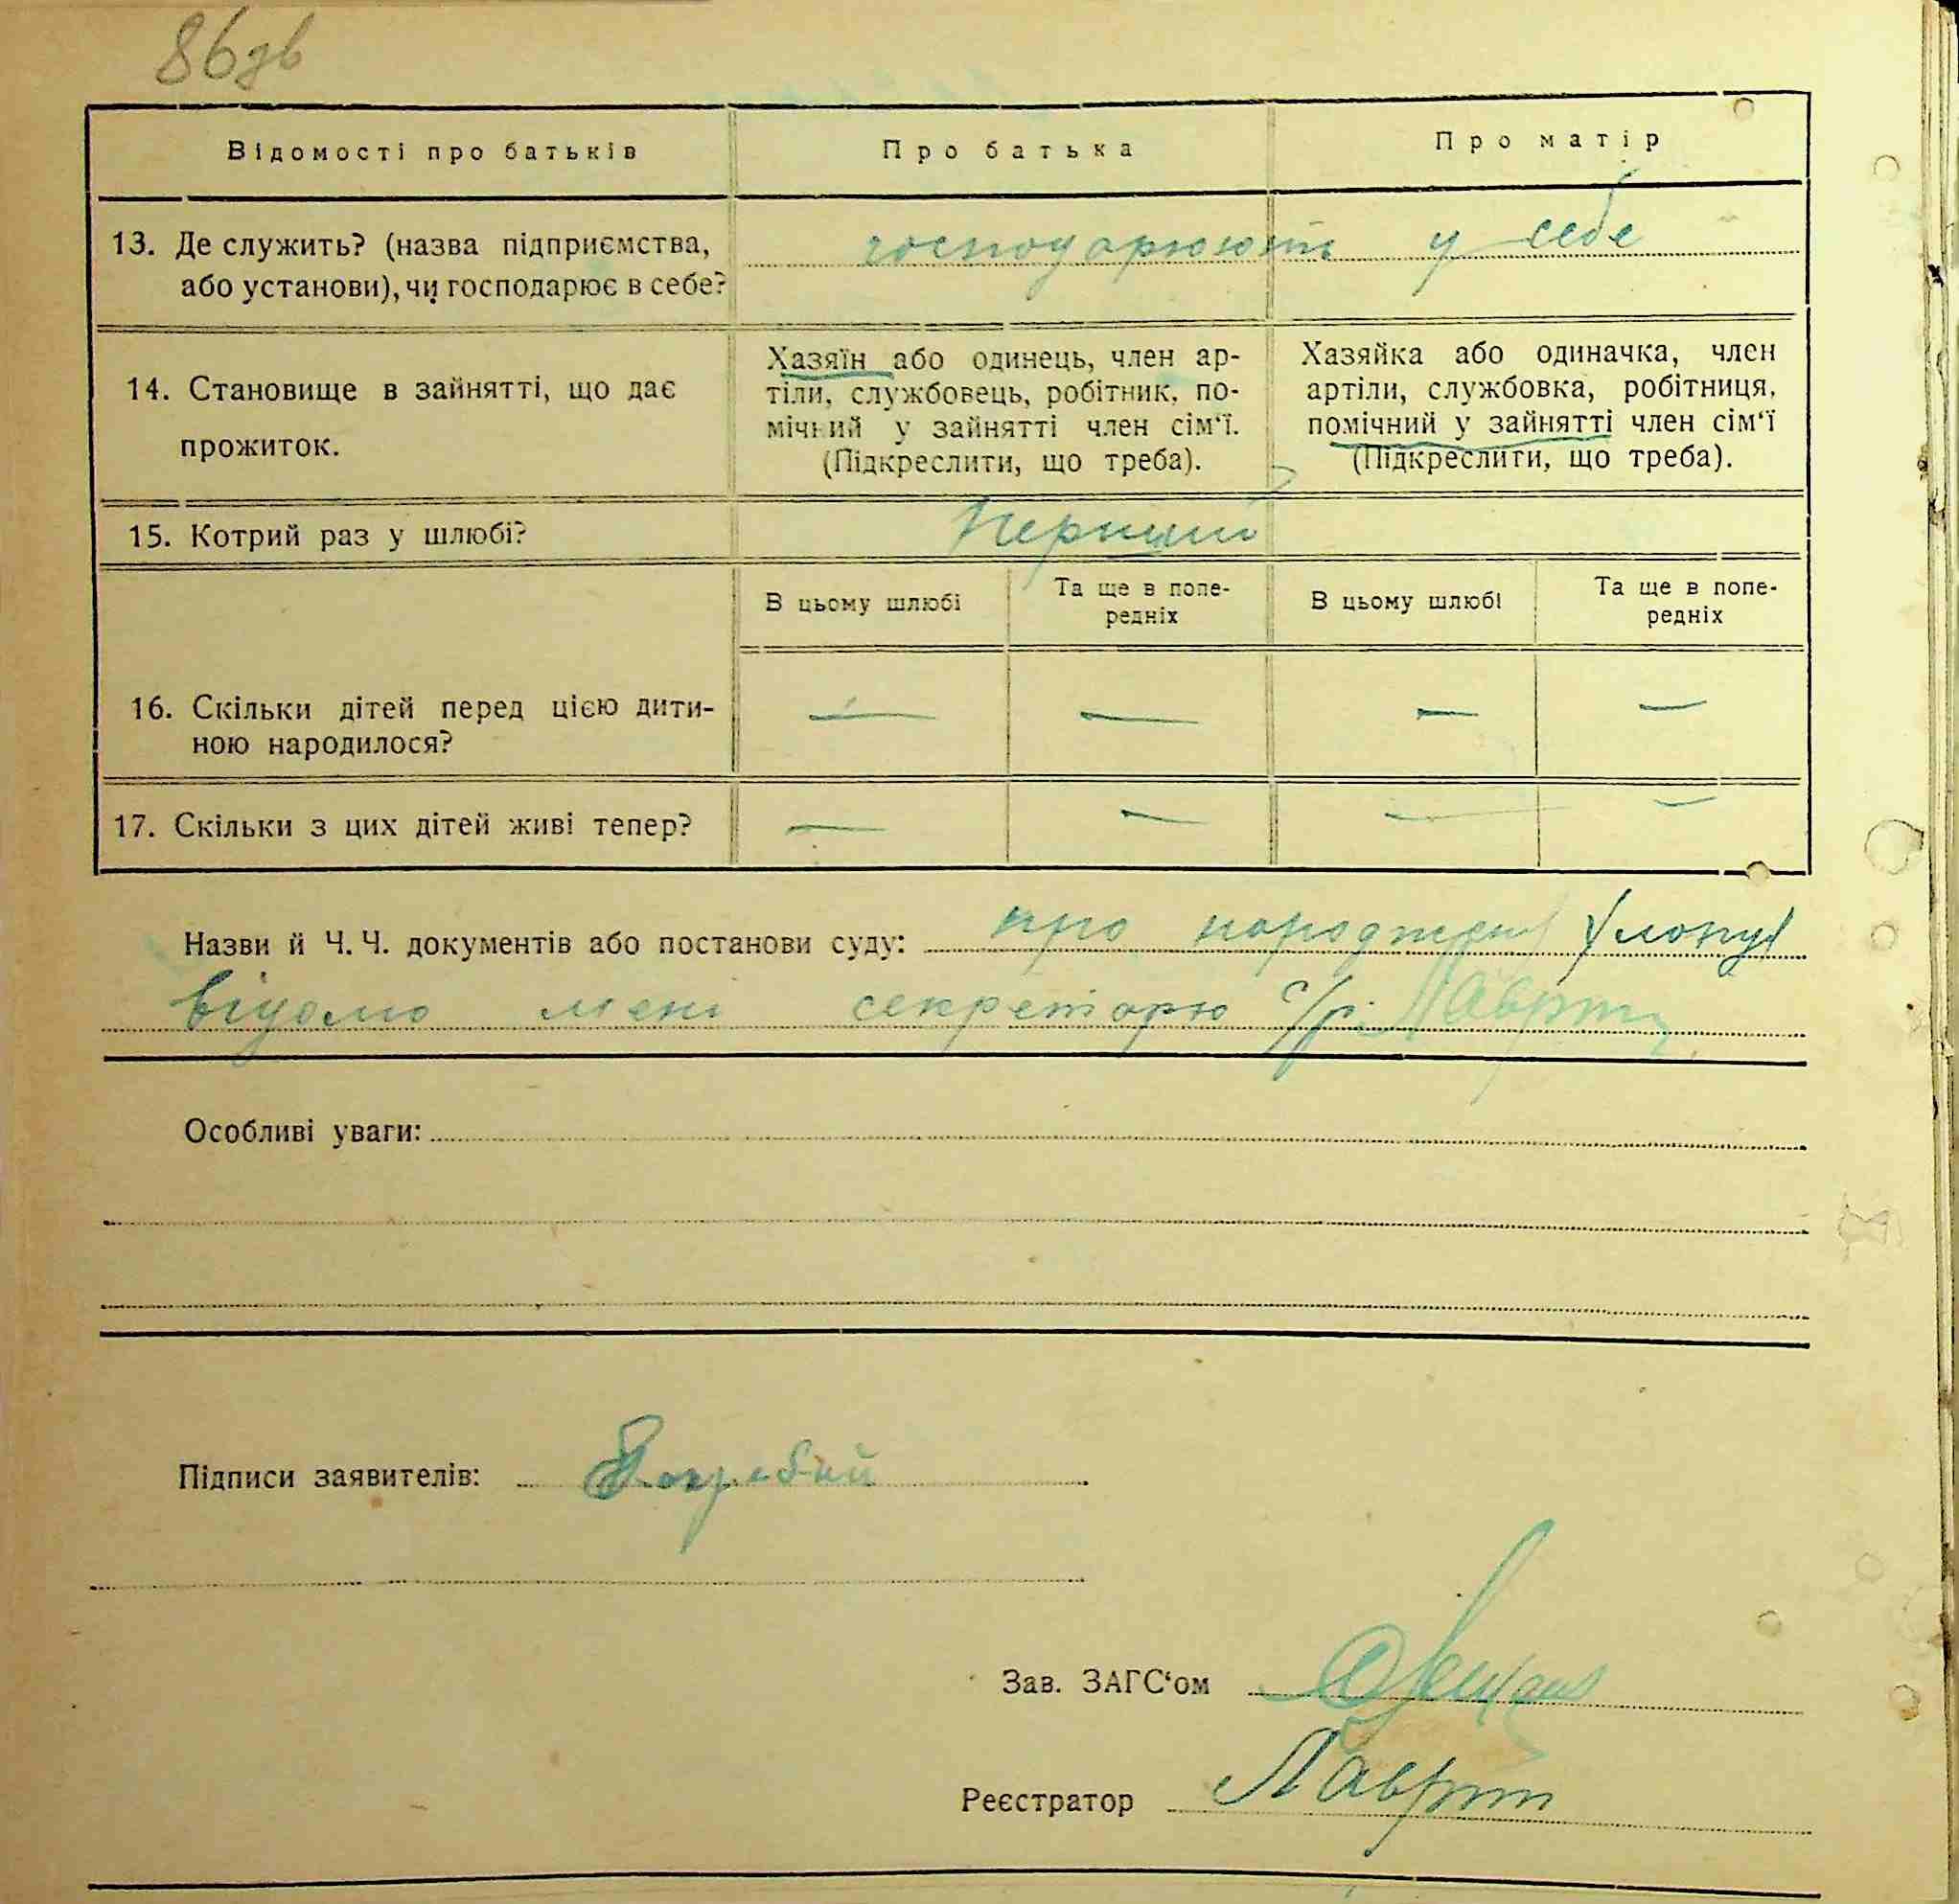 86зв
Відомості про батьків Про батька Про матір
13. Де служить? (назва підприємства, або установи), чи господарює в себе?
господарюють у себе
14. Становище в зайнятті, що дає прожиток.
Хазяїн або одинець, член ар-
тіли, службовець, робітник, по-
мічний у зайнятті член сім'ї.
(Підкреслити, що треба).
Хазяйка або одиначка, член
артіли, службовка, робітниця,
помічний у зайнятті член сім'ї
(Підкреслити, що треба).
15. Котрий раз у шлюбі? Перший
В цьому шлюбі Та ще в попе-
редніх В цьому шлюбі Та ще в попе-
редніх
16. Скільки дітей перед цією дити-
ною народилося? — — — —
17. Скільки з цих дітей живі тепер? — — — —
Назви й Ч. Ч. документів або постанови суду: про народжен
відомо мені секретарю с/р.
Особливі уваги:
Підписи заявителів:
Зав. ЗАГС'ом
Реєстратор